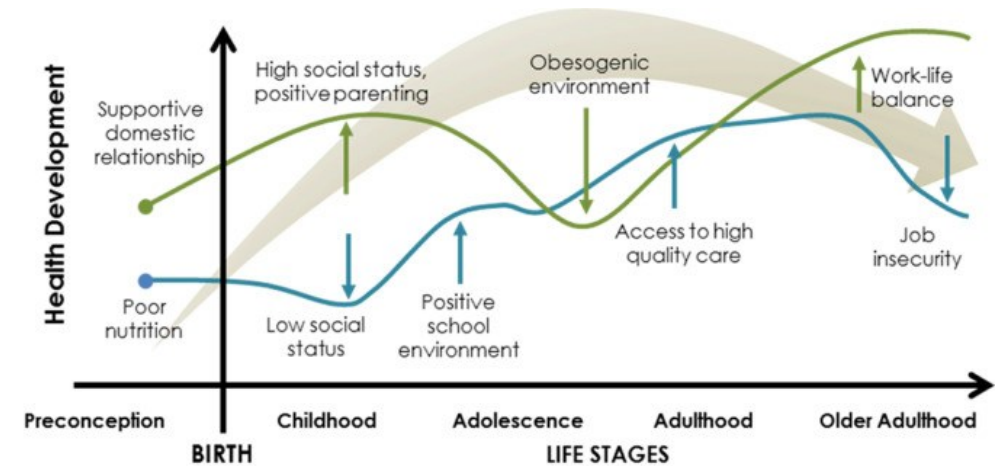 Health Development
Supportive
domestic
relationship
High social status,
positive parenting
Obesogenic
environment
Work-life
balance
Poor
nutrition
Low social
status
Positive
school
environment
Access to high
quality care
Job
insecurity
Preconception
Childhood
Adolescence
Adulthood
Older Adulthood
BIRTH
LIFE STAGES